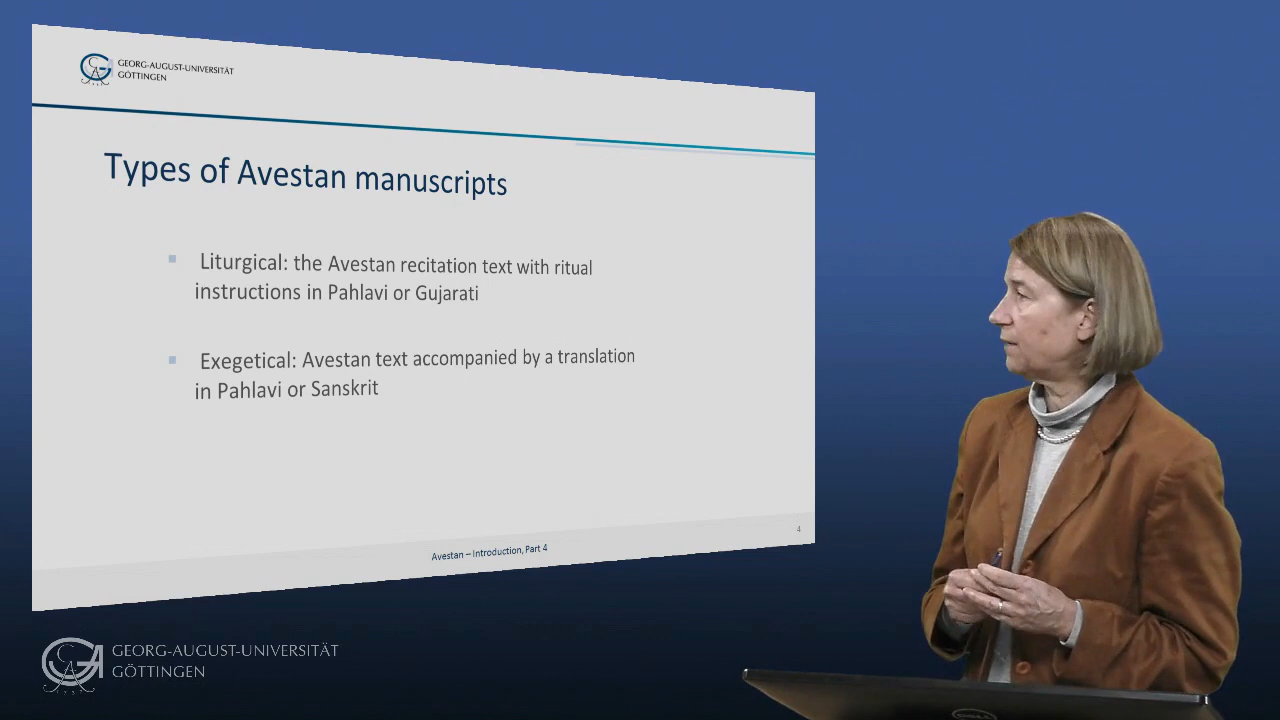 GEORG-AUGUST-UNIVERSITÄT
GÖTTINGEN
Types of Avestan manuscripts
Liturgical: the Avestan recitation text with ritual
instructions in Pahlavi or Gujarati
Exegetical: Avestan text accompanied by a translation
in Pahlavi or Sanskrit
4
Avestan – Introduction, Part 4
GEORG-AUGUST-UNIVERSITÄT
GÖTTINGEN